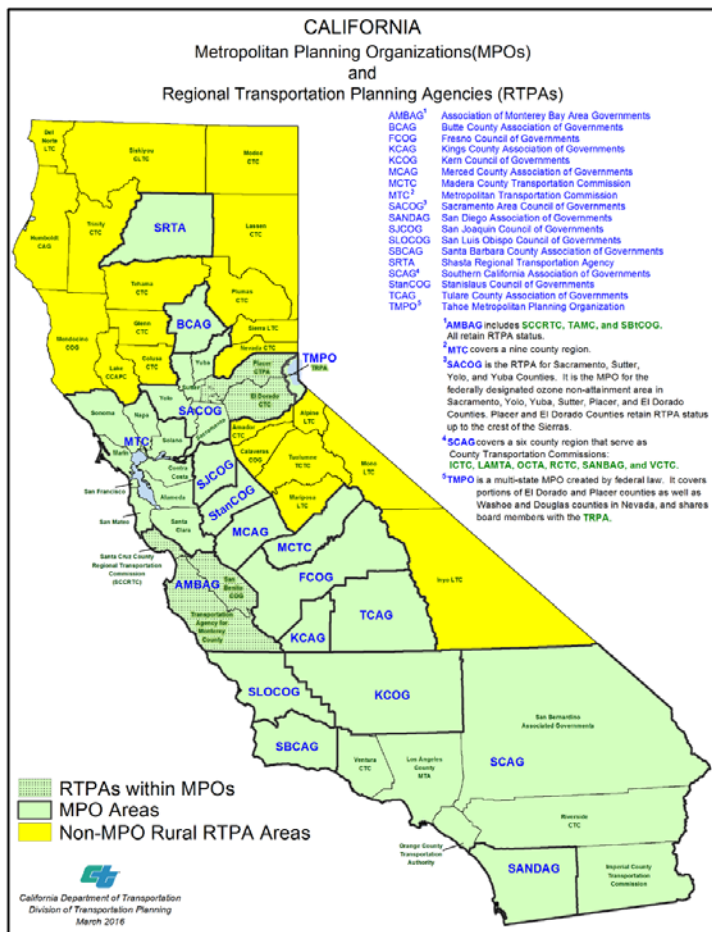 CALIFORNIA
Metropolitan Planning Organizations(MPOs)
and
Regional Transportation Planning Agencies (RTPAs)
AMBAG¹ Association of Monterey Bay Area Governments
BCAG Butte County Association of Governments
FCOG Fresno Council of Governments
KCAG Kings County Association of Governments
KCOG Kern Council of Governments
MCAG Merced County Association of Governments
MCTC Madera County Transportation Commission
MTC² Metropolitan Transportation Commission
SACOG³ Sacramento Area Council of Governments
SANDAG San Diego Association of Governments
SJCOG San Joaquin Council of Governments
SLOCOG San Luis Obispo Council of Governments
SBCAG Santa Barbara County Association of Governments
SRTA Shasta Regional Transportation Agency
SCAG⁴ Southern California Association of Governments
StanCOG Stanislaus Council of Governments
TCAG Tulare County Association of Governments
TMPO⁵ Tahoe Metropolitan Planning Organization
¹AMBAG includes SCCRTC, TAMC, and SBtCOG.
All retain RTPA status.
²MTC covers a nine county region.
³SACOG is the RTPA for Sacramento, Sutter,
Yolo, and Yuba Counties. It is the MPO for the
federally designated ozone non-attainment area in
Sacramento, Yolo, Yuba, Sutter, Placer, and El Dorado
Counties. Placer and El Dorado Counties retain RTPA status
up to the crest of the Sierras.
⁴SCAG covers a six county region that serve as
County Transportation Commissions:
ICTC, LAMTA, OCTA, RCTC, SANBAG, and VCTC.
⁵TMPO is a multi-state MPO created by federal law. It covers
portions of El Dorado and Placer counties as well as
Washoe and Douglas counties in Nevada, and shares
board members with the TRPA.
Del
Norte
LTC
Siskiyou
CLTC
Modoc
CTC
Humboldt
CAG
Trinity
CTC
SRTA
Lassen
CTC
Tehama
CTC
Plumas
CTC
Mendocino
COG
Glenn
CTC
BCAG
Sierra LTC
Nevada CTC
Lake
CCAPC
Colusa
CTC
Yuba
Sutter
Placer
CTPA
TMPO
TRPA
El Dorado
CTC
Yolo
SACOG
Sacramento
Sonoma
Napa
Solano
MTC
Marin
Contra
Costa
Alameda
San Francisco
San Mateo
Santa
Clara
Amador
CTC
Alpine
LTC
Calaveras
COG
Tuolumne
TCTC
Mono LTC
Mariposa
LTC
SJCOG
StanCOG
MCAG
MCTC
FCOG
Inyo LTC
Santa Cruz County
Regional Transportation
Commission
(SCCRTC)
AMBAG
San
Benito
COG
Transportation
Agency for
Monterey
County
KCAG
TCAG
SLOCOG
KCOG
SBCAG
San Bernardino
Associated Governments
SCAG
Ventura
CTC
Los Angeles
County
MTA
Riverside
CTC
Orange County
Transportation
Authority
SANDAG
Imperial County
Transportation
Commission
RTPAs within MPOs
MPO Areas
Non-MPO Rural RTPA Areas
ct
California Department of Transportation
Division of Transportation Planning
March 2016